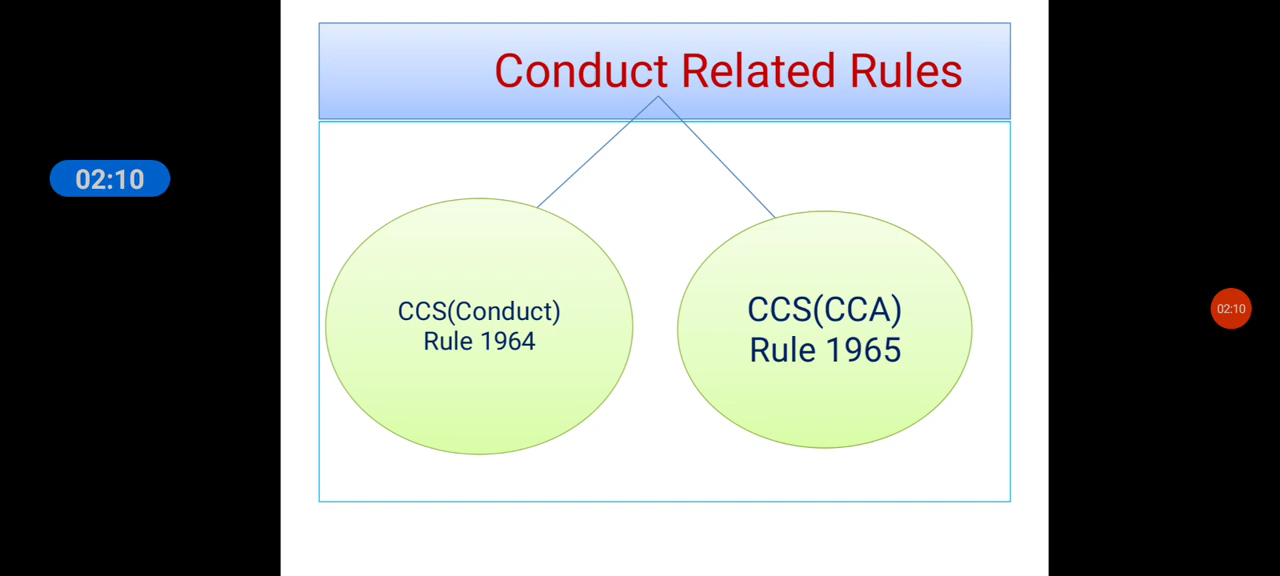 Conduct Related Rules
02:10
CCS(Conduct)
Rule 1964
CCS(CCA)
Rule 1965
02:10